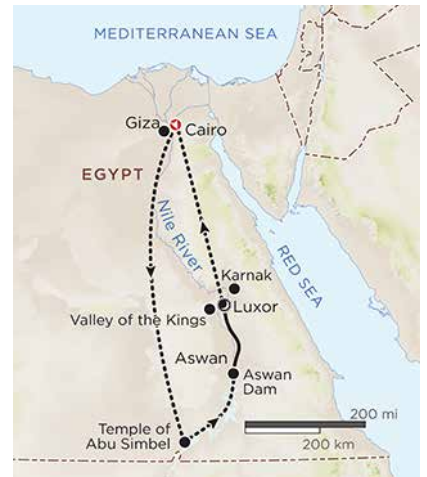 MEDITERRANEAN SEA
Giza
Cairo
EGYPT
Nile River
RED SEA
Karnak
Luxor
Valley of the Kings
Aswan
Aswan
Dam
Temple of
Abu Simbel
200 mi
200 km